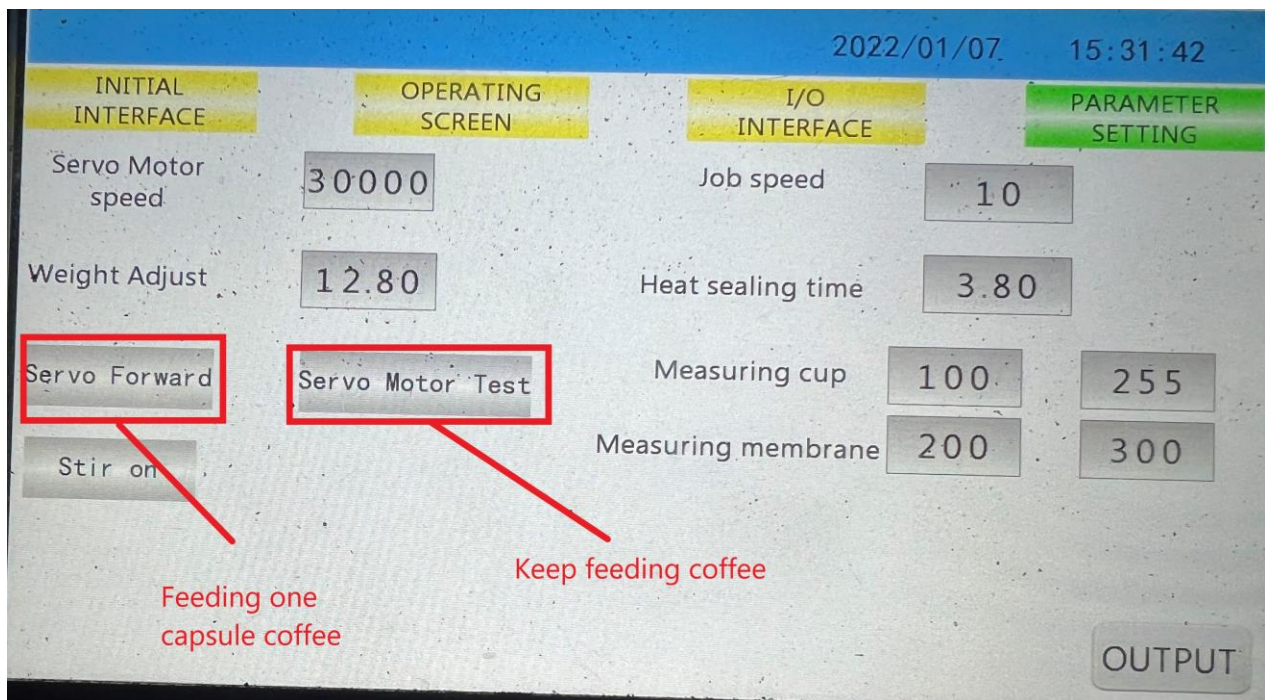 2022/01/07 15:31:42
INITIAL
INTERFACE
OPERATING
SCREEN
I/O
INTERFACE
PARAMETER
SETTING
Servo Motor
speed
30000
Job speed
10
Weight Adjust
12.80
Heat sealing time
3.80
Servo Forward
Servo Motor Test
Measuring cup
100
255
Stir on
Measuring membrane
200
300
Keep feeding coffee
Feeding one
capsule coffee
OUTPUT